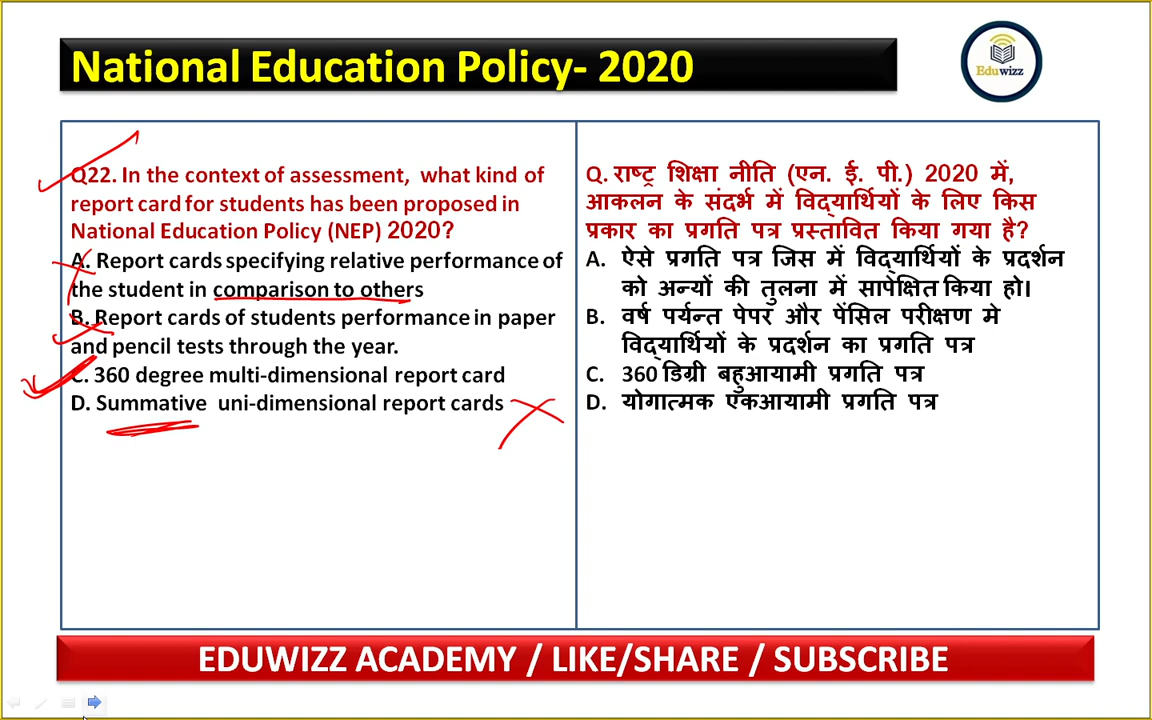 National Education Policy- 2020
Eduwizz
Q22. In the context of assessment, what kind of
report card for students has been proposed in
National Education Policy (NEP) 2020?
A. Report cards specifying relative performance of
the student in comparison to others
B. Report cards of students performance in paper
and pencil tests through the year.
C. 360 degree multi-dimensional report card
D. Summative uni-dimensional report cards
Q. राष्ट्र शिक्षा नीति (एन. ई. पी.) 2020 में,
आकलन के संदर्भ में विद्यार्थियों के लिए किस
प्रकार का प्रगति पत्र प्रस्तावित किया गया है?
A. ऐसे प्रगति पत्र जिस में विद्यार्थियों के प्रदर्शन
को अन्यों की तुलना में सापेक्षित किया हो।
B. वर्ष पर्यन्त पेपर और पेंसिल परीक्षण मे
विद्यार्थियों के प्रदर्शन का प्रगति पत्र
C. 360 डिग्री बहुआयामी प्रगति पत्र
D. योगात्मक एकआयामी प्रगति पत्र
EDUWIZZ ACADEMY / LIKE/SHARE / SUBSCRIBE